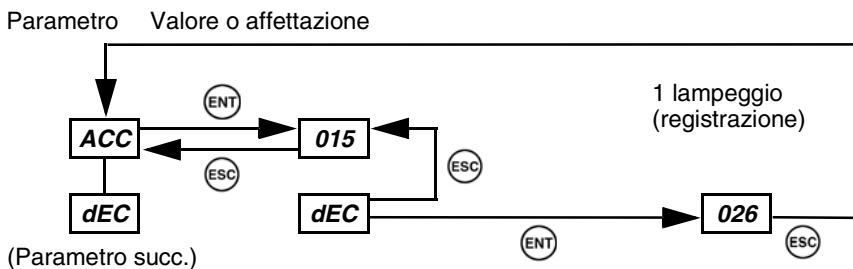 Parametro Valore o affettazione
ENT
1 lampeggio
(registrazione)
ACC 015
ESC ESC
dEC dEC 026
(Parametro succ.) ENT ESC